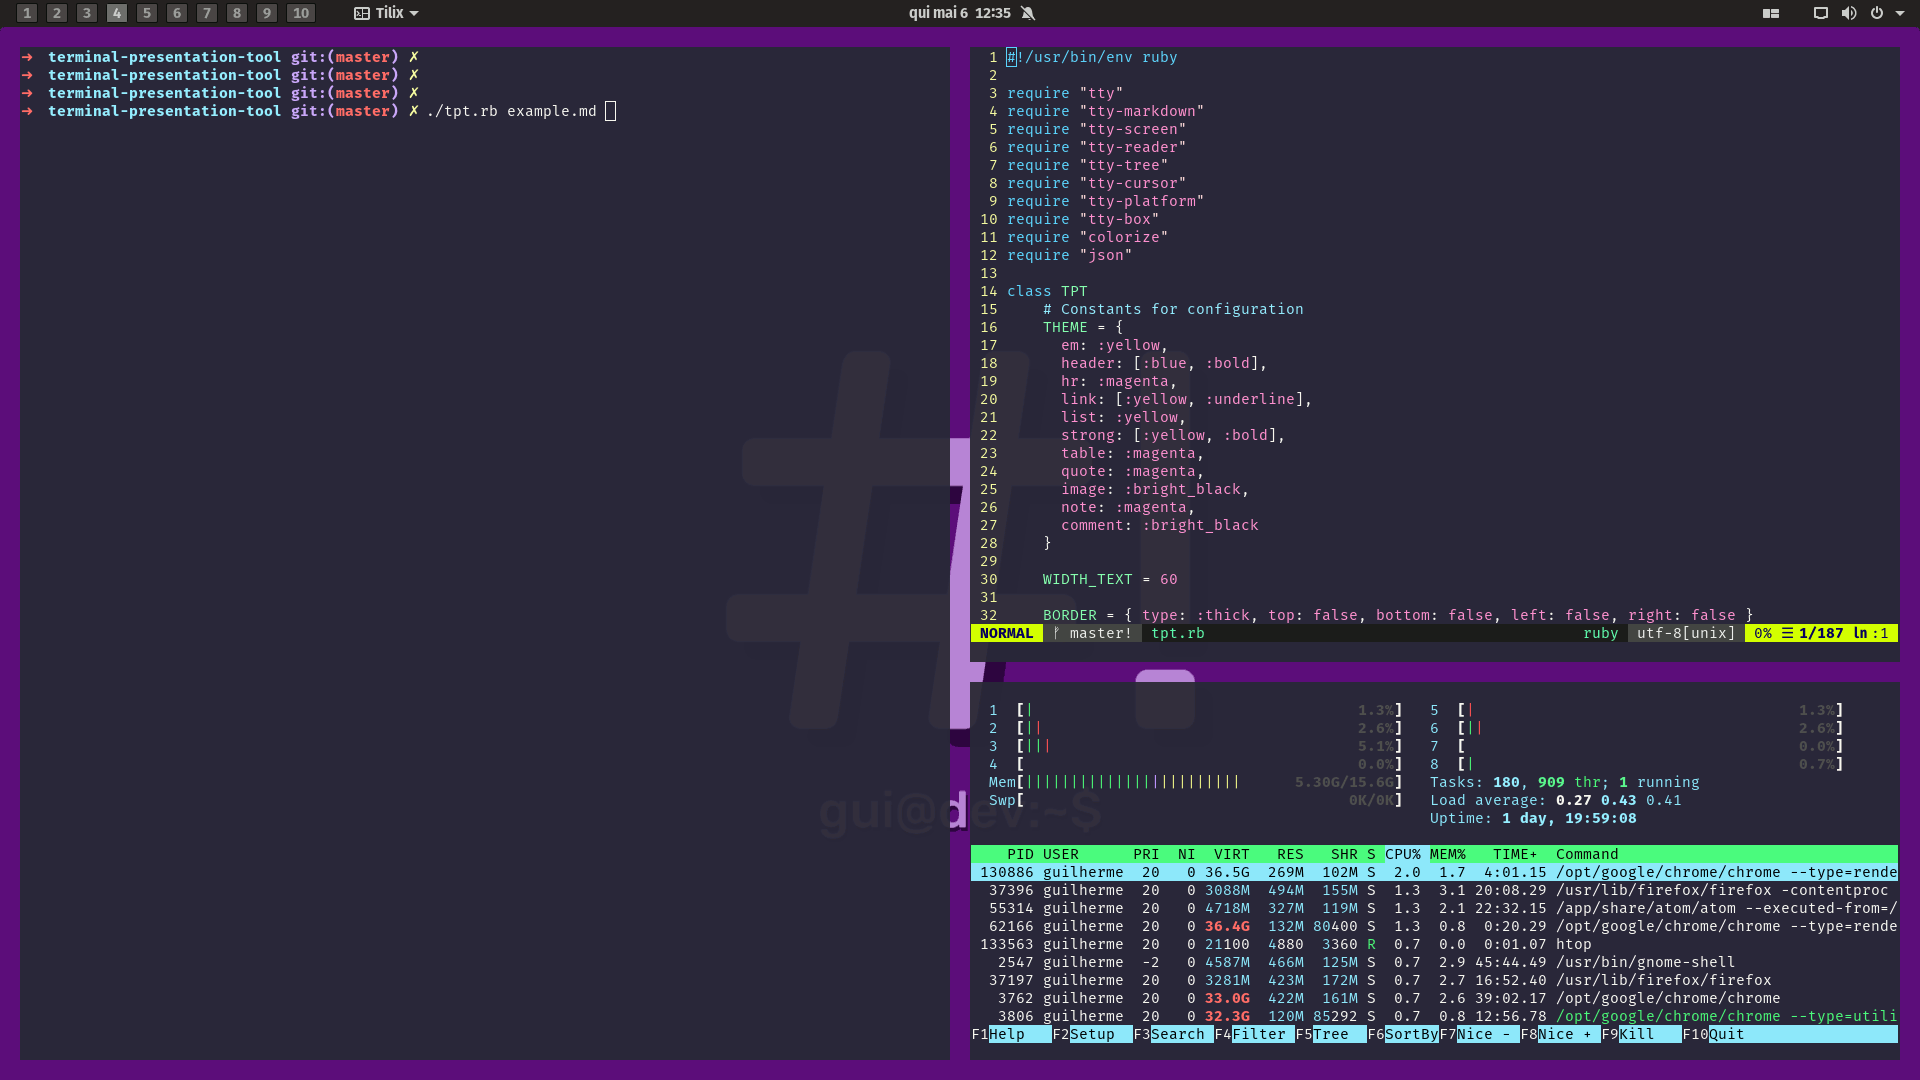 1 2 3 4 5 6 7 8 9 10 Tilix qui mai 6 12:35
➜ terminal-presentation-tool git:(master) ✗
➜ terminal-presentation-tool git:(master) ✗
➜ terminal-presentation-tool git:(master) ✗
➜ terminal-presentation-tool git:(master) ✗ ./tpt.rb example.md
1 #!/usr/bin/env ruby
2
3 require "tty"
4 require "tty-markdown"
5 require "tty-screen"
6 require "tty-reader"
7 require "tty-tree"
8 require "tty-cursor"
9 require "tty-platform"
10 require "tty-box"
11 require "colorize"
12 require "json"
13
14 class TPT
15 # Constants for configuration
16 THEME = {
17 em: :yellow,
18 header: [:blue, :bold],
19 hr: :magenta,
20 link: [:yellow, :underline],
21 list: :yellow,
22 strong: [:yellow, :bold],
23 table: :magenta,
24 quote: :magenta,
25 image: :bright_black,
26 note: :magenta,
27 comment: :bright_black
28 }
29
30 WIDTH_TEXT = 60
31
32 BORDER = { type: :thick, top: false, bottom: false, left: false, right: false }
NORMAL ᚠ master! tpt.rb ruby utf-8[unix] 0% ☰ 1/187 ln :1
#!
gui@dev:~$
1 [| 1.3%] 5 [| 1.3%]
2 [|| 2.6%] 6 [|| 2.6%]
3 [||| 5.1%] 7 [ 0.0%]
4 [ 0.0%] 8 [| 0.7%]
Mem[|||||||||||||||||||||||| 5.30G/15.6G] Tasks: 180, 909 thr; 1 running
Swp[ 0K/0K] Load average: 0.27 0.43 0.41
Uptime: 1 day, 19:59:08
PID USER PRI NI VIRT RES SHR S CPU% MEM% TIME+ Command
130886 guilherme 20 0 36.5G 269M 102M S 2.0 1.7 4:01.15 /opt/google/chrome/chrome --type=rende
37396 guilherme 20 0 3088M 494M 155M S 1.3 3.1 20:08.29 /usr/lib/firefox/firefox -contentproc
55314 guilherme 20 0 4718M 327M 119M S 1.3 2.1 22:32.15 /app/share/atom/atom --executed-from=/
62166 guilherme 20 0 36.4G 132M 80400 S 1.3 0.8 0:20.29 /opt/google/chrome/chrome --type=rende
133563 guilherme 20 0 21100 4880 3360 R 0.7 0.0 0:01.07 htop
2547 guilherme -2 0 4587M 466M 125M S 0.7 2.9 45:44.49 /usr/bin/gnome-shell
37197 guilherme 20 0 3281M 423M 172M S 0.7 2.7 16:52.40 /usr/lib/firefox/firefox
3762 guilherme 20 0 33.0G 422M 161M S 0.7 2.6 39:02.17 /opt/google/chrome/chrome
3806 guilherme 20 0 32.3G 120M 85292 S 0.7 0.8 12:56.78 /opt/google/chrome/chrome --type=utili
F1Help F2Setup F3Search F4Filter F5Tree F6SortBy F7Nice - F8Nice + F9Kill F10Quit